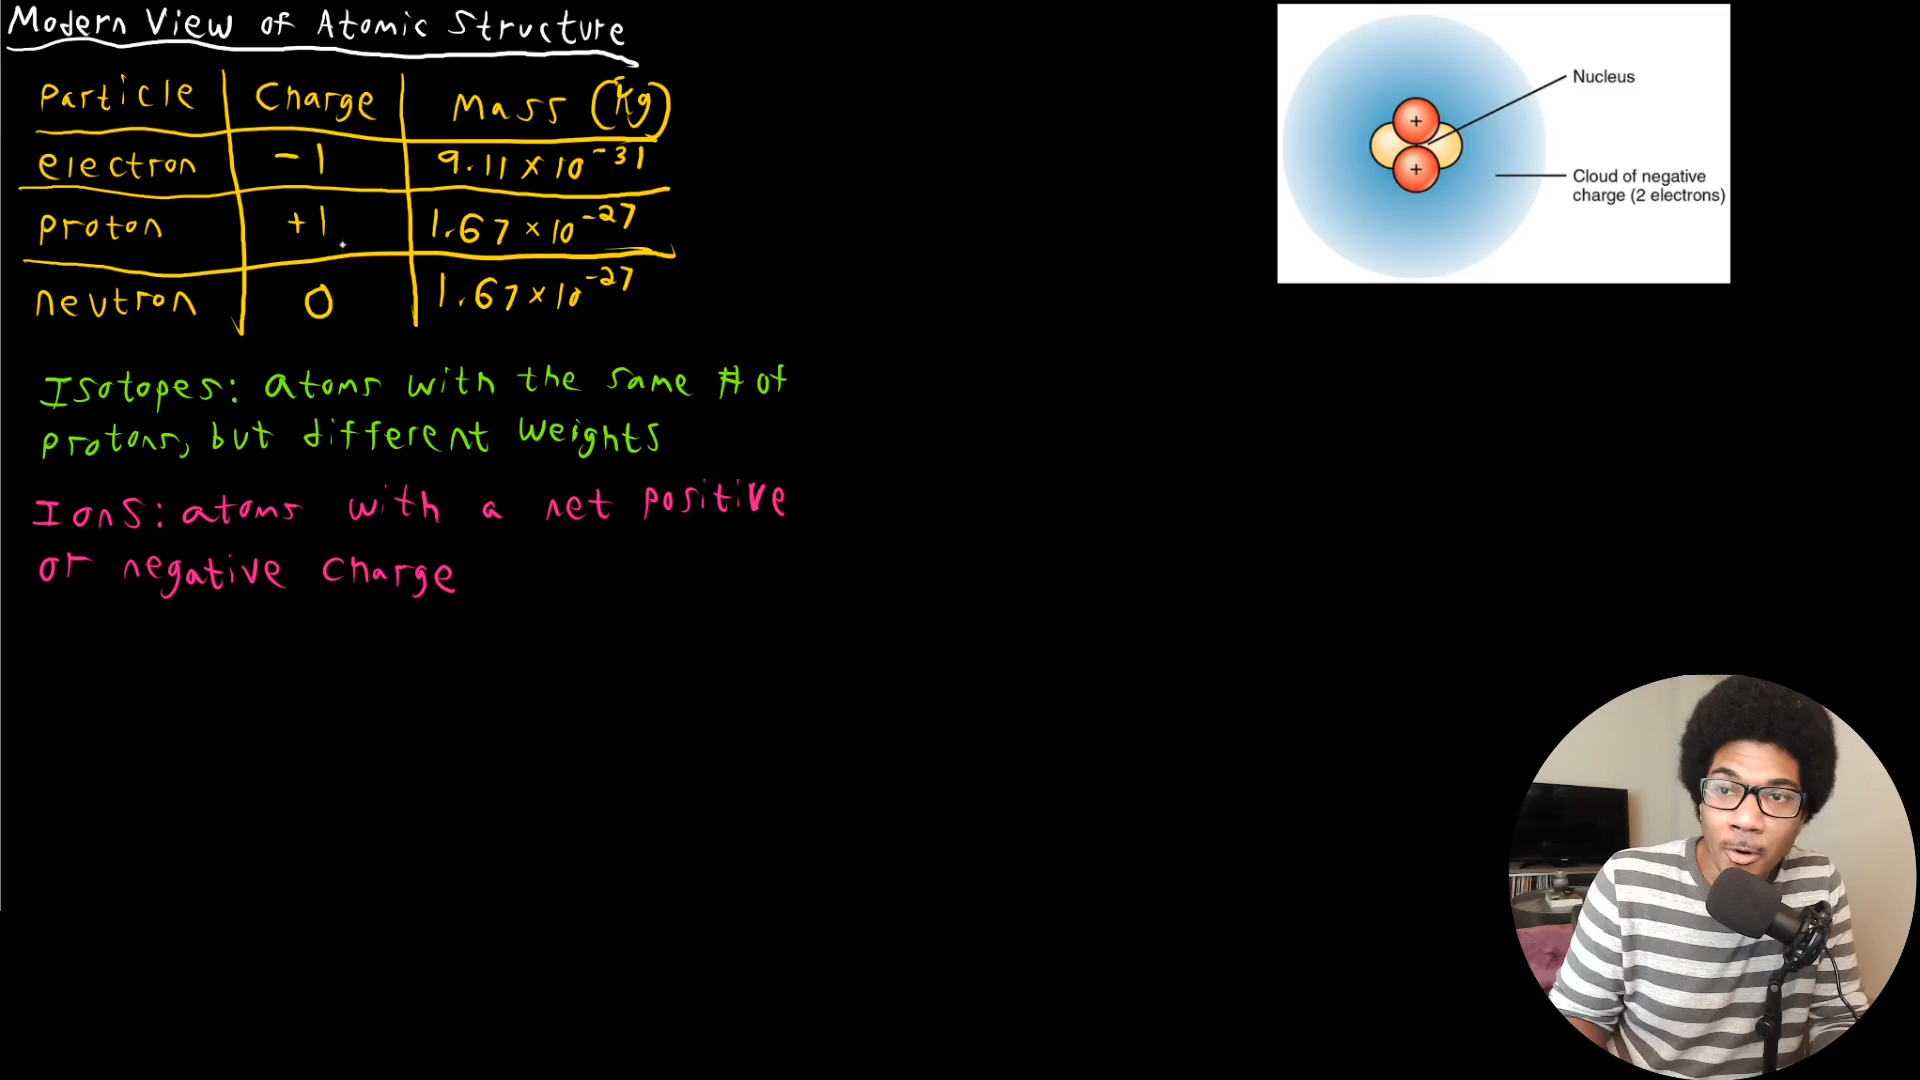 Modern View of Atomic Structure
Particle Charge Mass (kg)
electron -1 9.11 × 10⁻³¹
proton +1 1.67 × 10⁻²⁷
neutron 0 1.67 × 10⁻²⁷
Isotopes: atoms with the same # of
protons, but different weights
Ions: atoms with a net positive
or negative charge
Nucleus
+
+
Cloud of negative
charge (2 electrons)